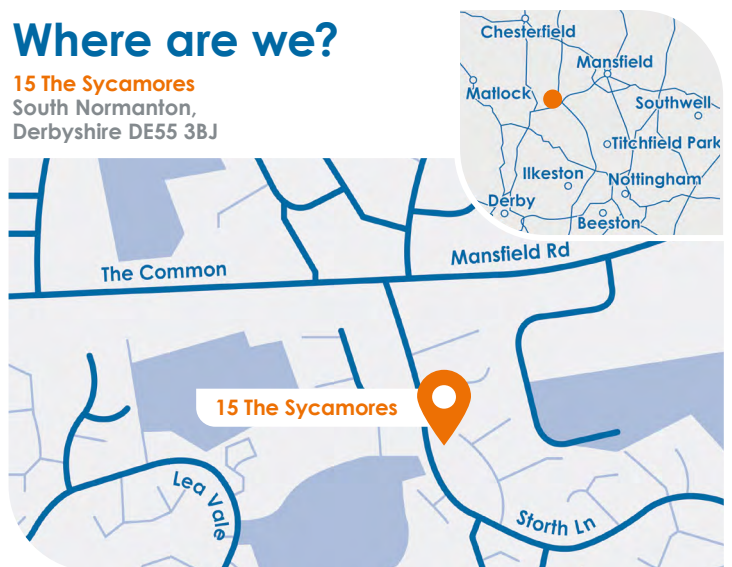 Where are we?
15 The Sycamores
South Normanton,
Derbyshire DE55 3BJ
Chesterfield
Mansfield
Matlock
Southwell
Titchfield Park
Ilkeston
Nottingham
Derby
Beeston
Mansfield Rd
The Common
15 The Sycamores
Lea Vale
Storth Ln